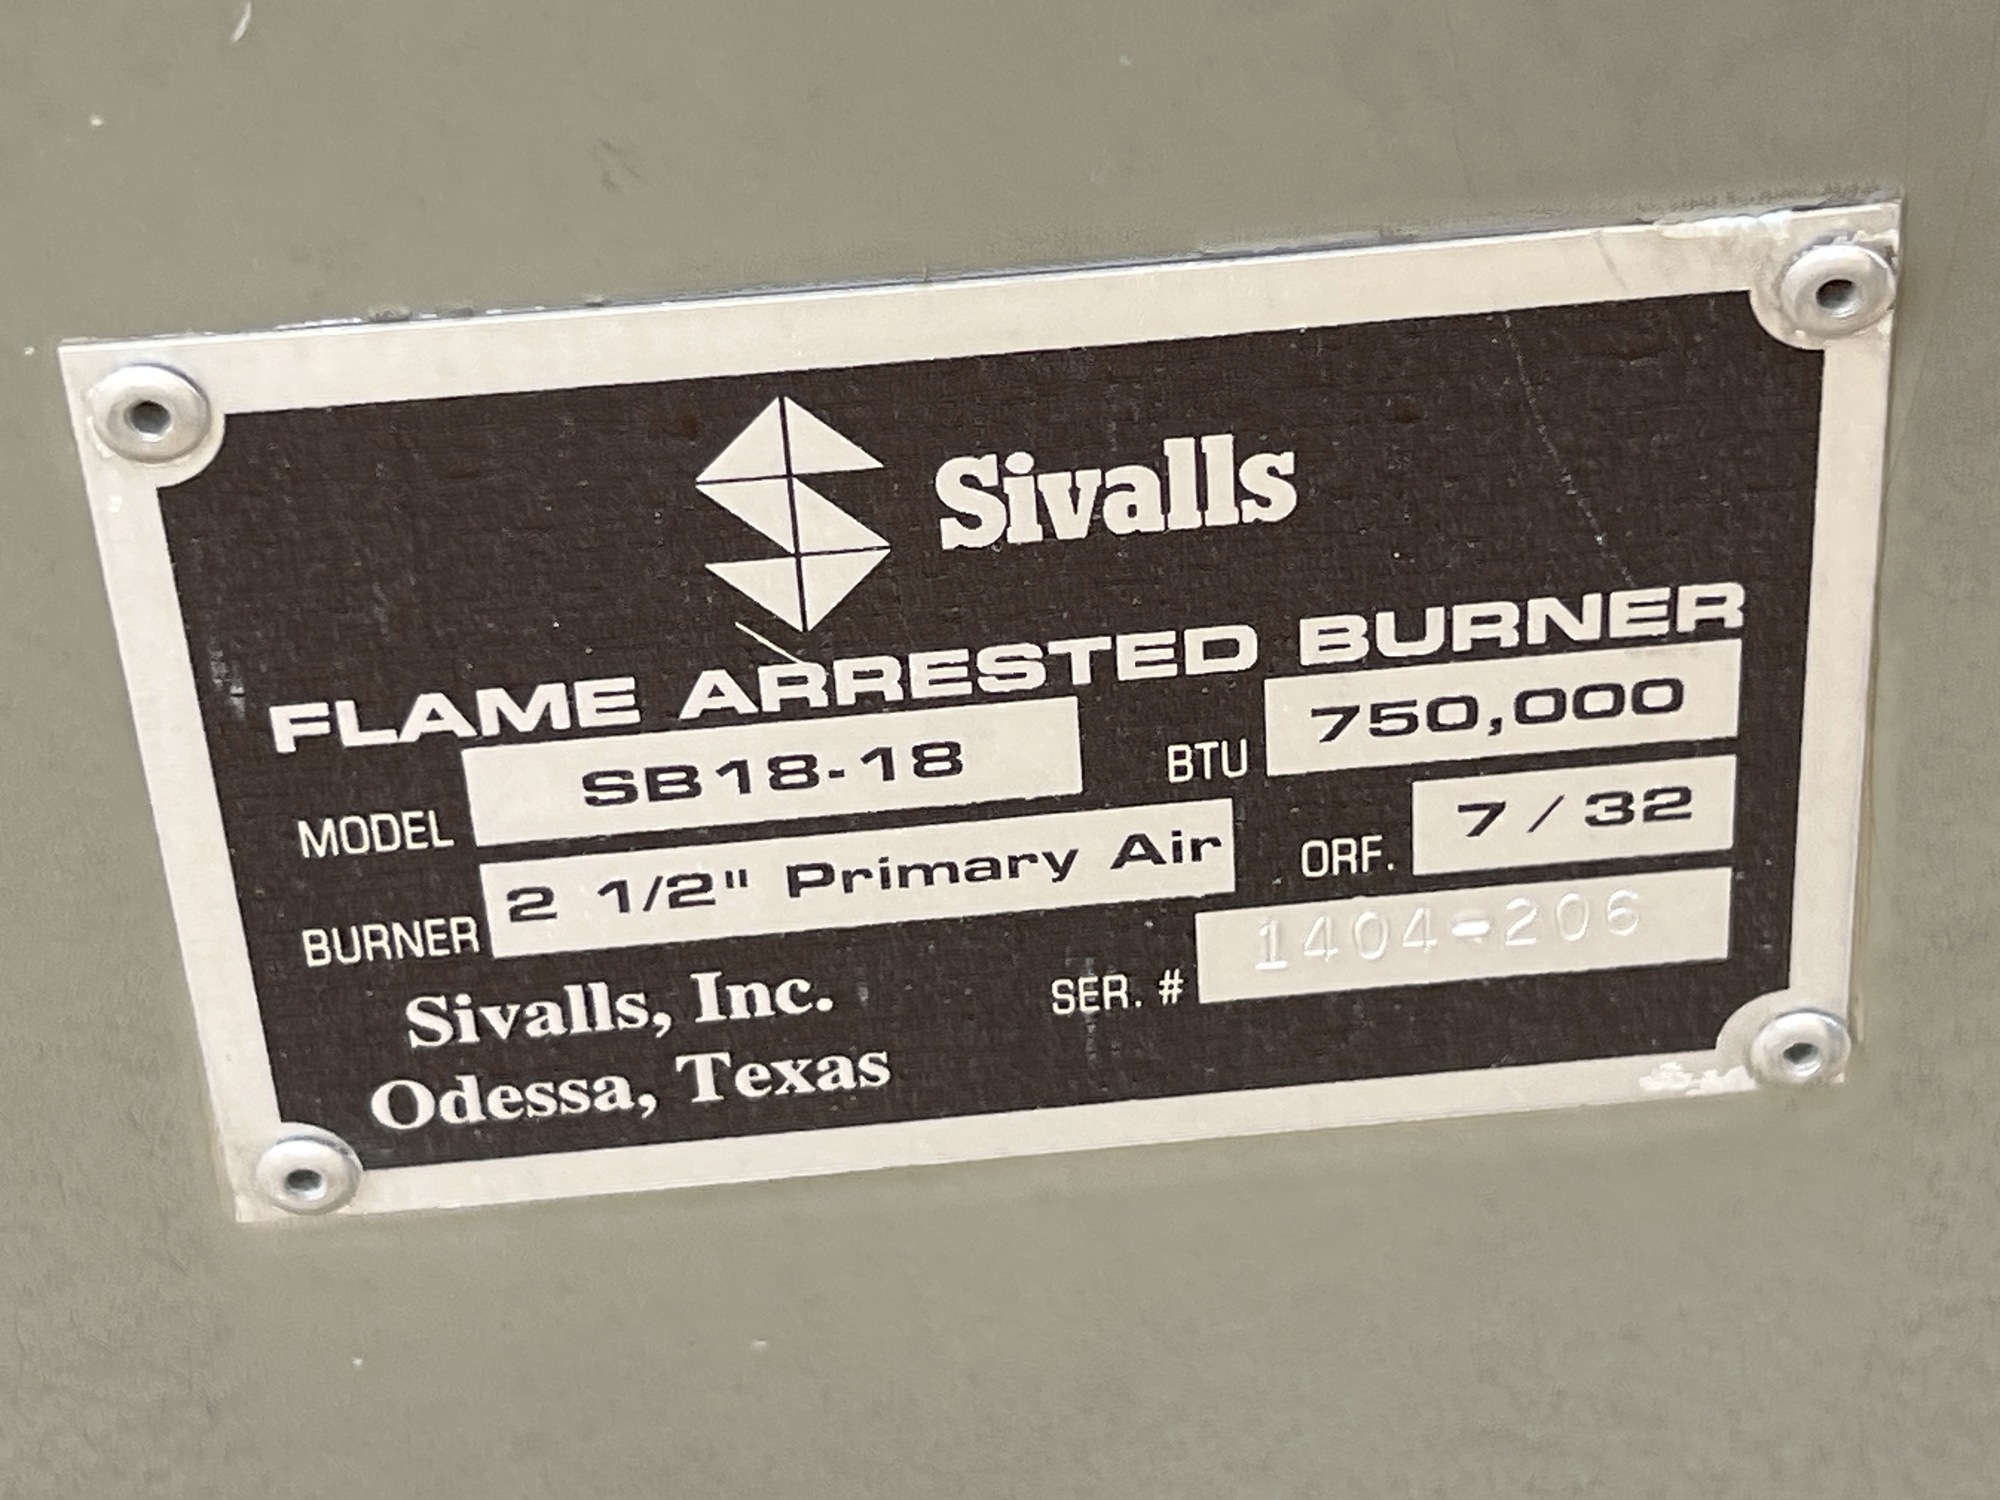 Sivalls
FLAME ARRESTED BURNER
MODEL SB18-18 BTU 750,000
BURNER 2 1/2" Primary Air ORF. 7/32
Sivalls, Inc. SER. # 1404-206
Odessa, Texas